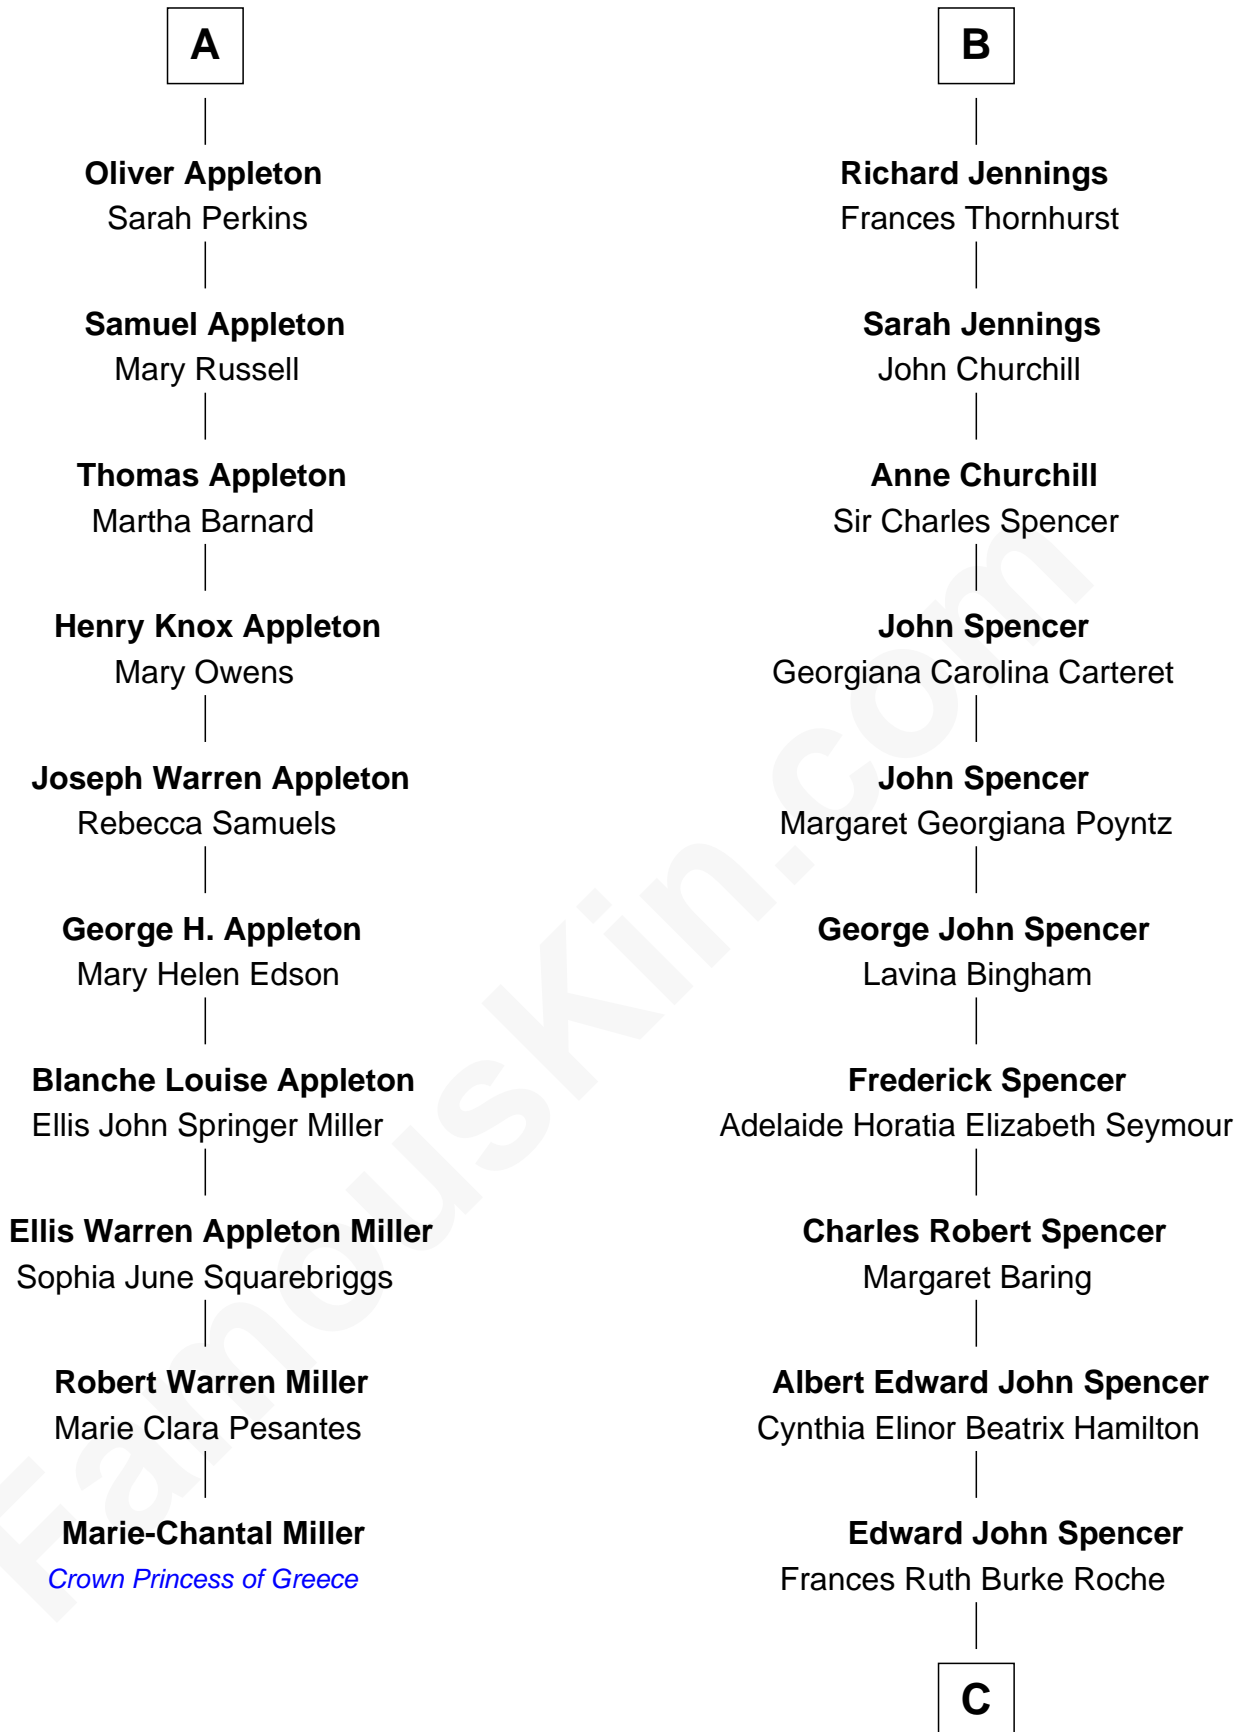 A
Oliver Appleton
Sarah Perkins
Samuel Appleton
Mary Russell
Thomas Appleton
Martha Barnard
Henry Knox Appleton
Mary Owens
Joseph Warren Appleton
Rebecca Samuels
George H. Appleton
Mary Helen Edson
Blanche Louise Appleton
Ellis John Springer Miller
Ellis Warren Appleton Miller
Sophia June Squarebriggs
Robert Warren Miller
Marie Clara Pesantes
Marie-Chantal Miller
Crown Princess of Greece
B
Richard Jennings
Frances Thornhurst
Sarah Jennings
John Churchill
Anne Churchill
Sir Charles Spencer
John Spencer
Georgiana Carolina Carteret
John Spencer
Margaret Georgiana Poyntz
George John Spencer
Lavina Bingham
Frederick Spencer
Adelaide Horatia Elizabeth Seymour
Charles Robert Spencer
Margaret Baring
Albert Edward John Spencer
Cynthia Elinor Beatrix Hamilton
Edward John Spencer
Frances Ruth Burke Roche
C
FamousKin.com